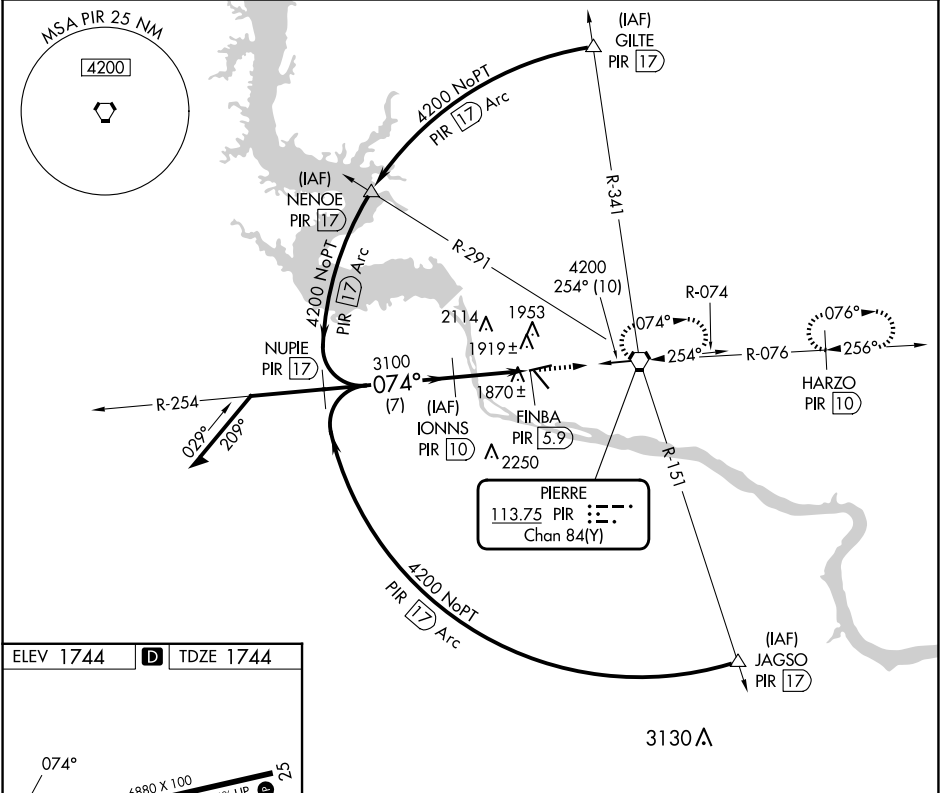 MSA PIR 25 NM
4200
(IAF)
GILTE
PIR 17
4200 NoPT
PIR 17 Arc
(IAF)
NENOE
PIR 17
R-341
R-291
4200 NoPT
PIR 17 Arc
4200
254° (10)
R-074
074°
254°
R-076
076°
256°
HARZO
PIR 10
2114
1953
1919±
NUPIE
PIR 17
3100
074°
(7)
1870±
(IAF)
IONNS
PIR 10
FINBA
PIR 5.9
2250
R-254
029°
209°
R-151
PIERRE
113.75 PIR
Chan 84(Y)
4200 NoPT
PIR 17 Arc
(IAF)
JAGSO
PIR 17
3130
ELEV 1744 D TDZE 1744
074°
6880 X 100
UP
P
25